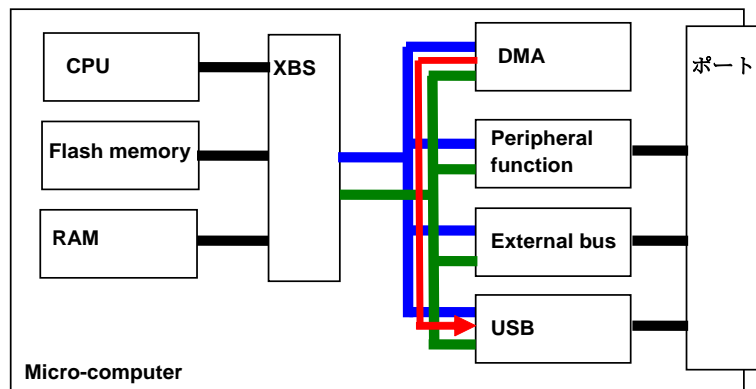 CPU
XBS
DMA
ポート
Flash memory
Peripheral
function
RAM
External bus
USB
Micro-computer